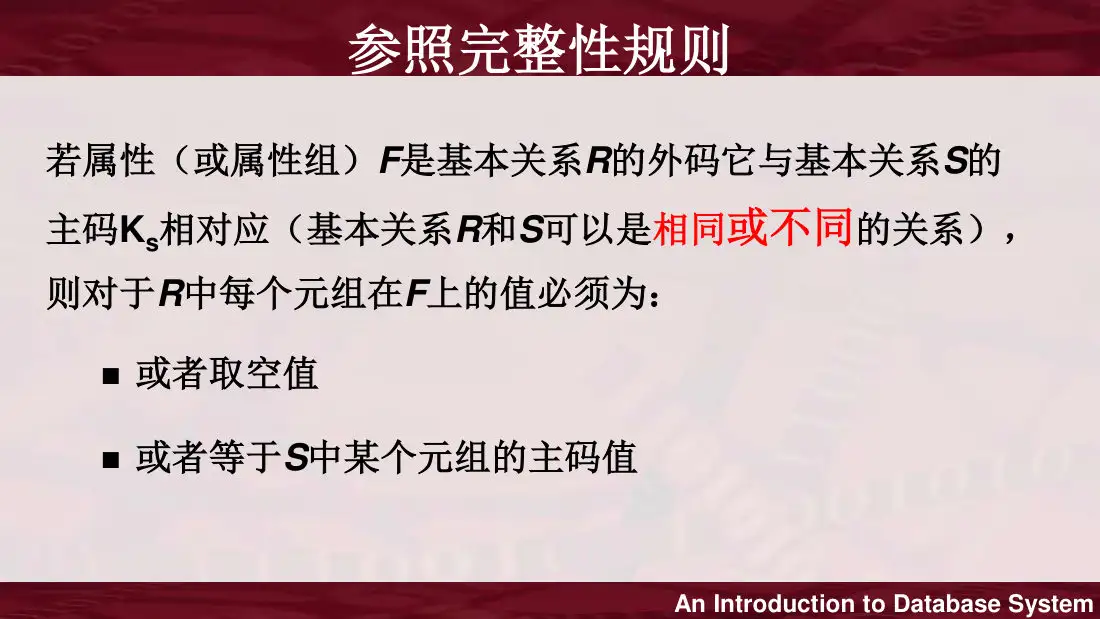 参照完整性规则
若属性（或属性组）F是基本关系R的外码它与基本关系S的
主码Ks相对应（基本关系R和S可以是相同或不同的关系），
则对于R中每个元组在F上的值必须为：
■ 或者取空值
■ 或者等于S中某个元组的主码值
An Introduction to Database System